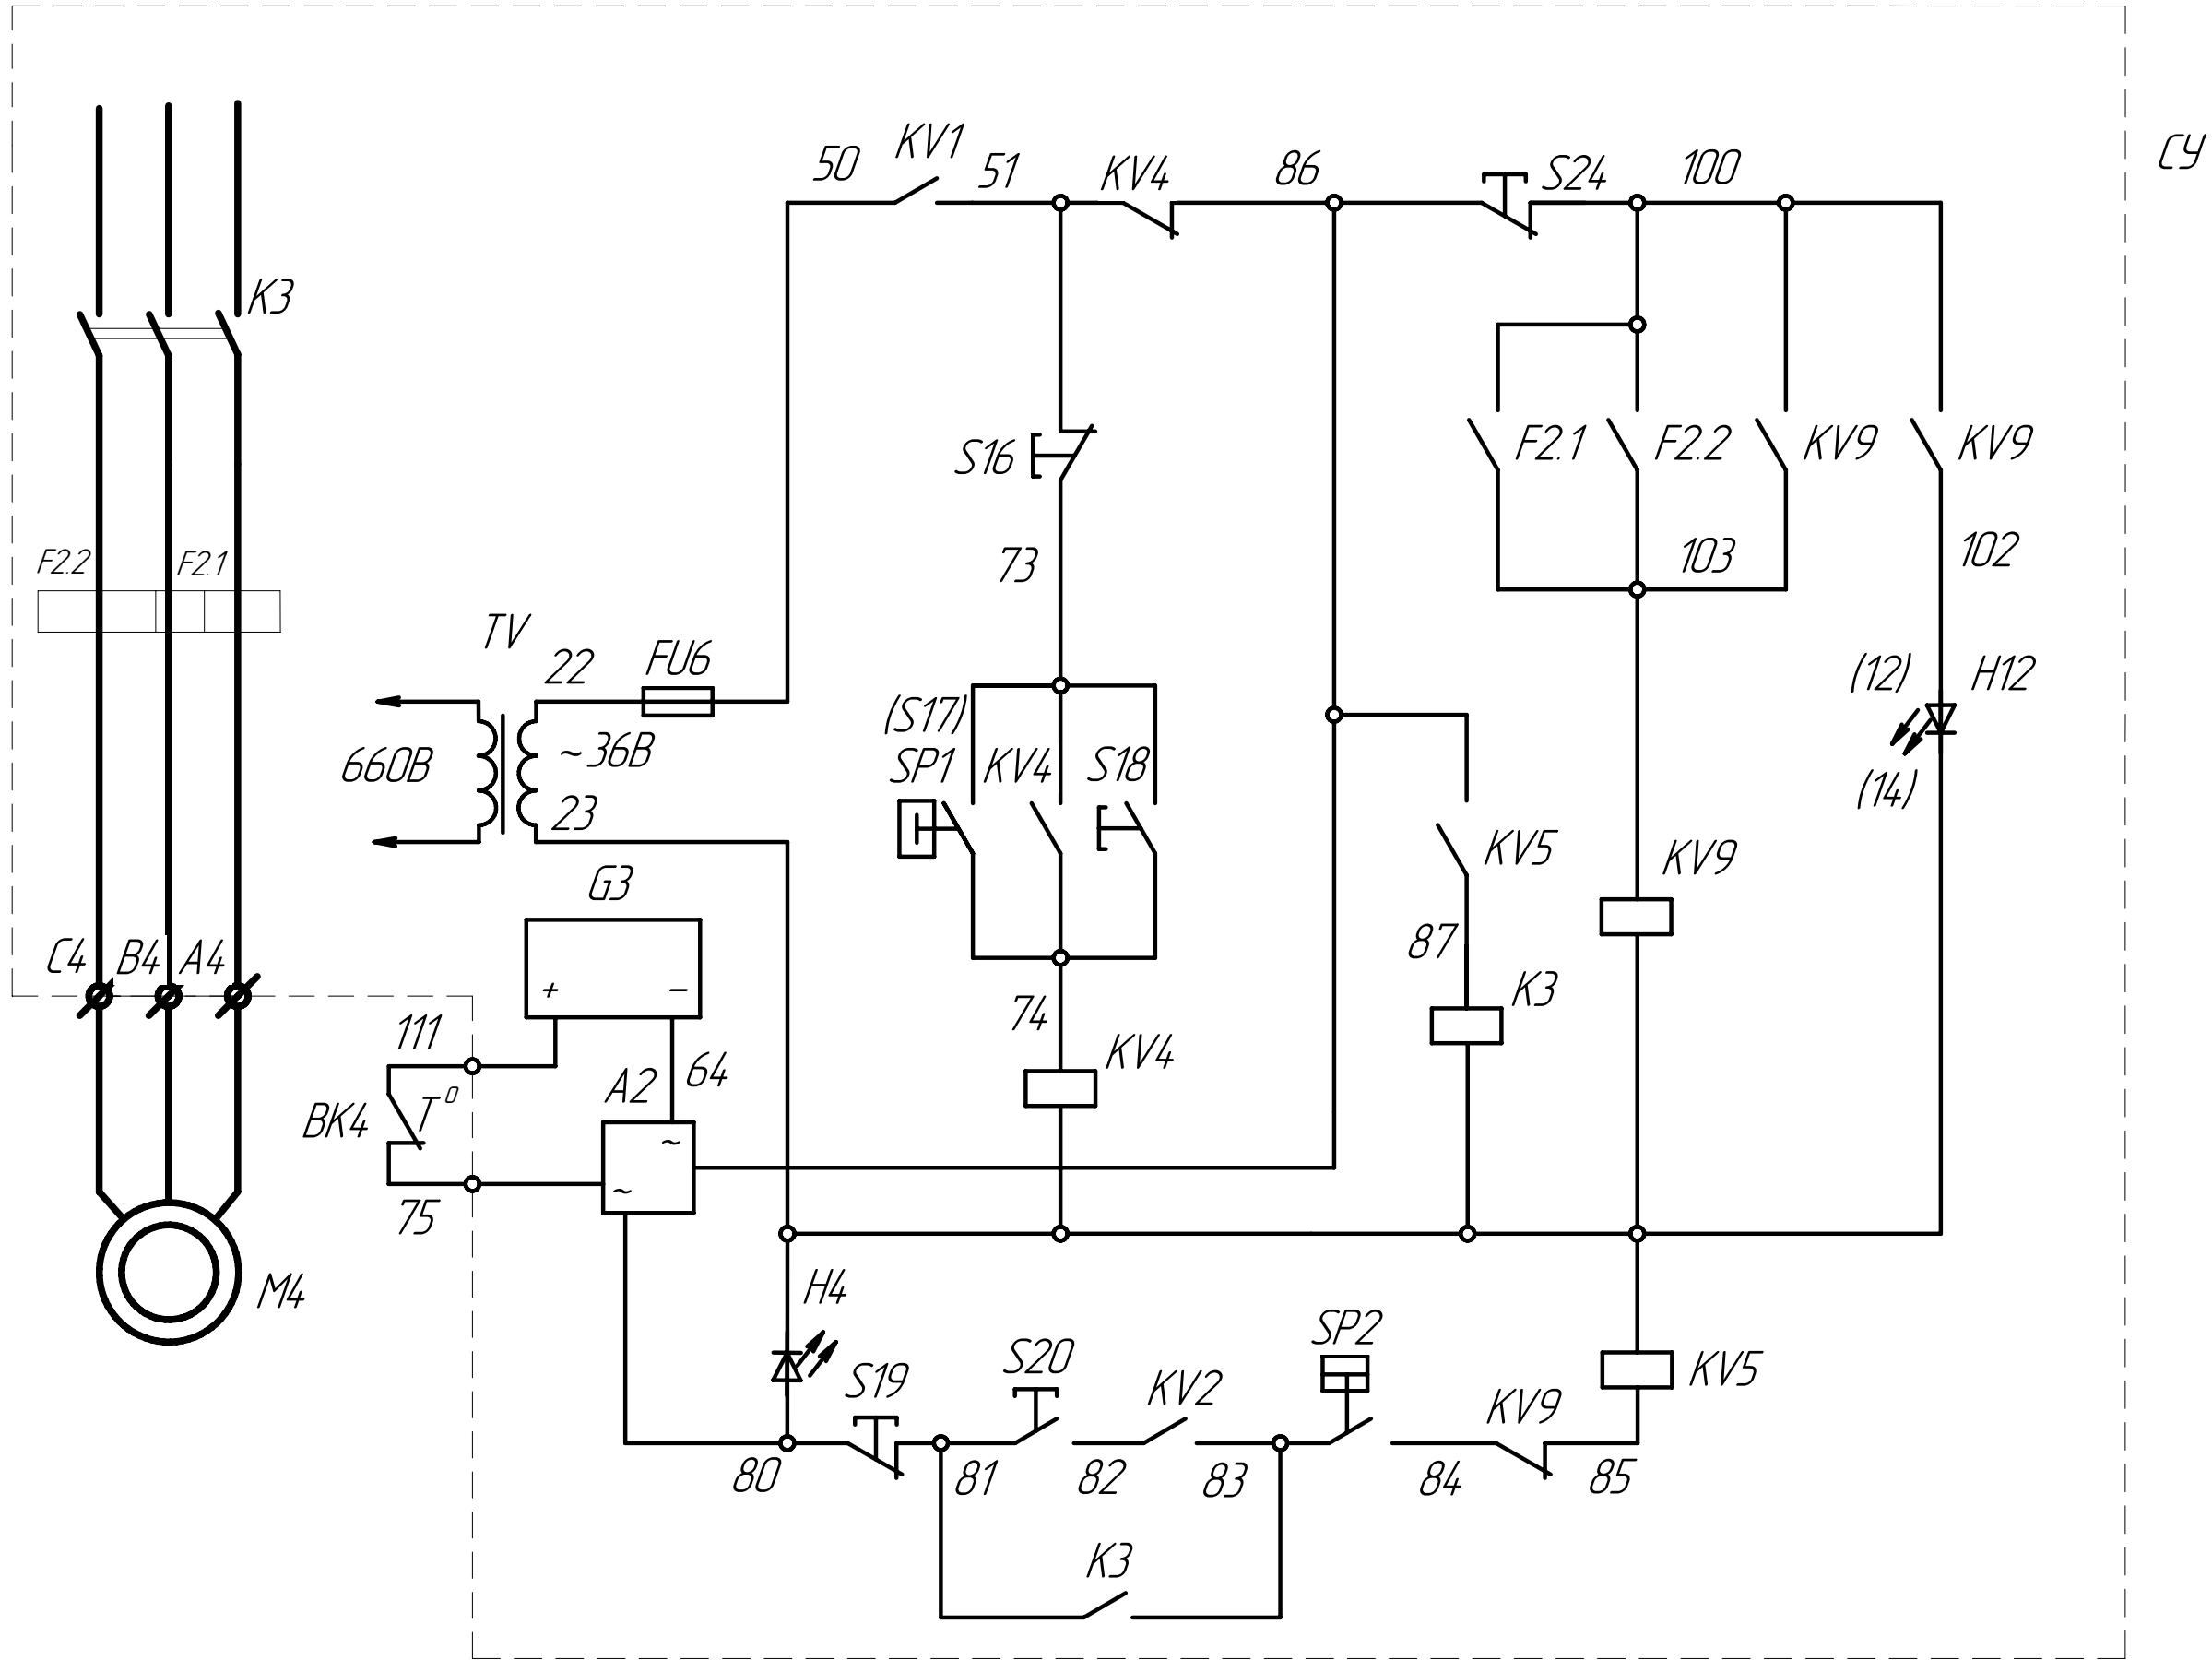 СУ
50
KV1
51
KV4
86
S24
100
K3
S16
F2.1
F2.2
KV9
KV9
73
103
102
F2.2
F2.1
TV
22
FU6
660В
~36В
23
(S17)
SP1
KV4
S18
(12)
H12
(14)
KV5
KV9
G3
+
−
87
K3
C4
B4
A4
111
64
A2
74
KV4
BK4
T°
~
~
75
M4
H4
S19
S20
KV2
SP2
KV9
KV5
80
81
82
83
84
85
K3